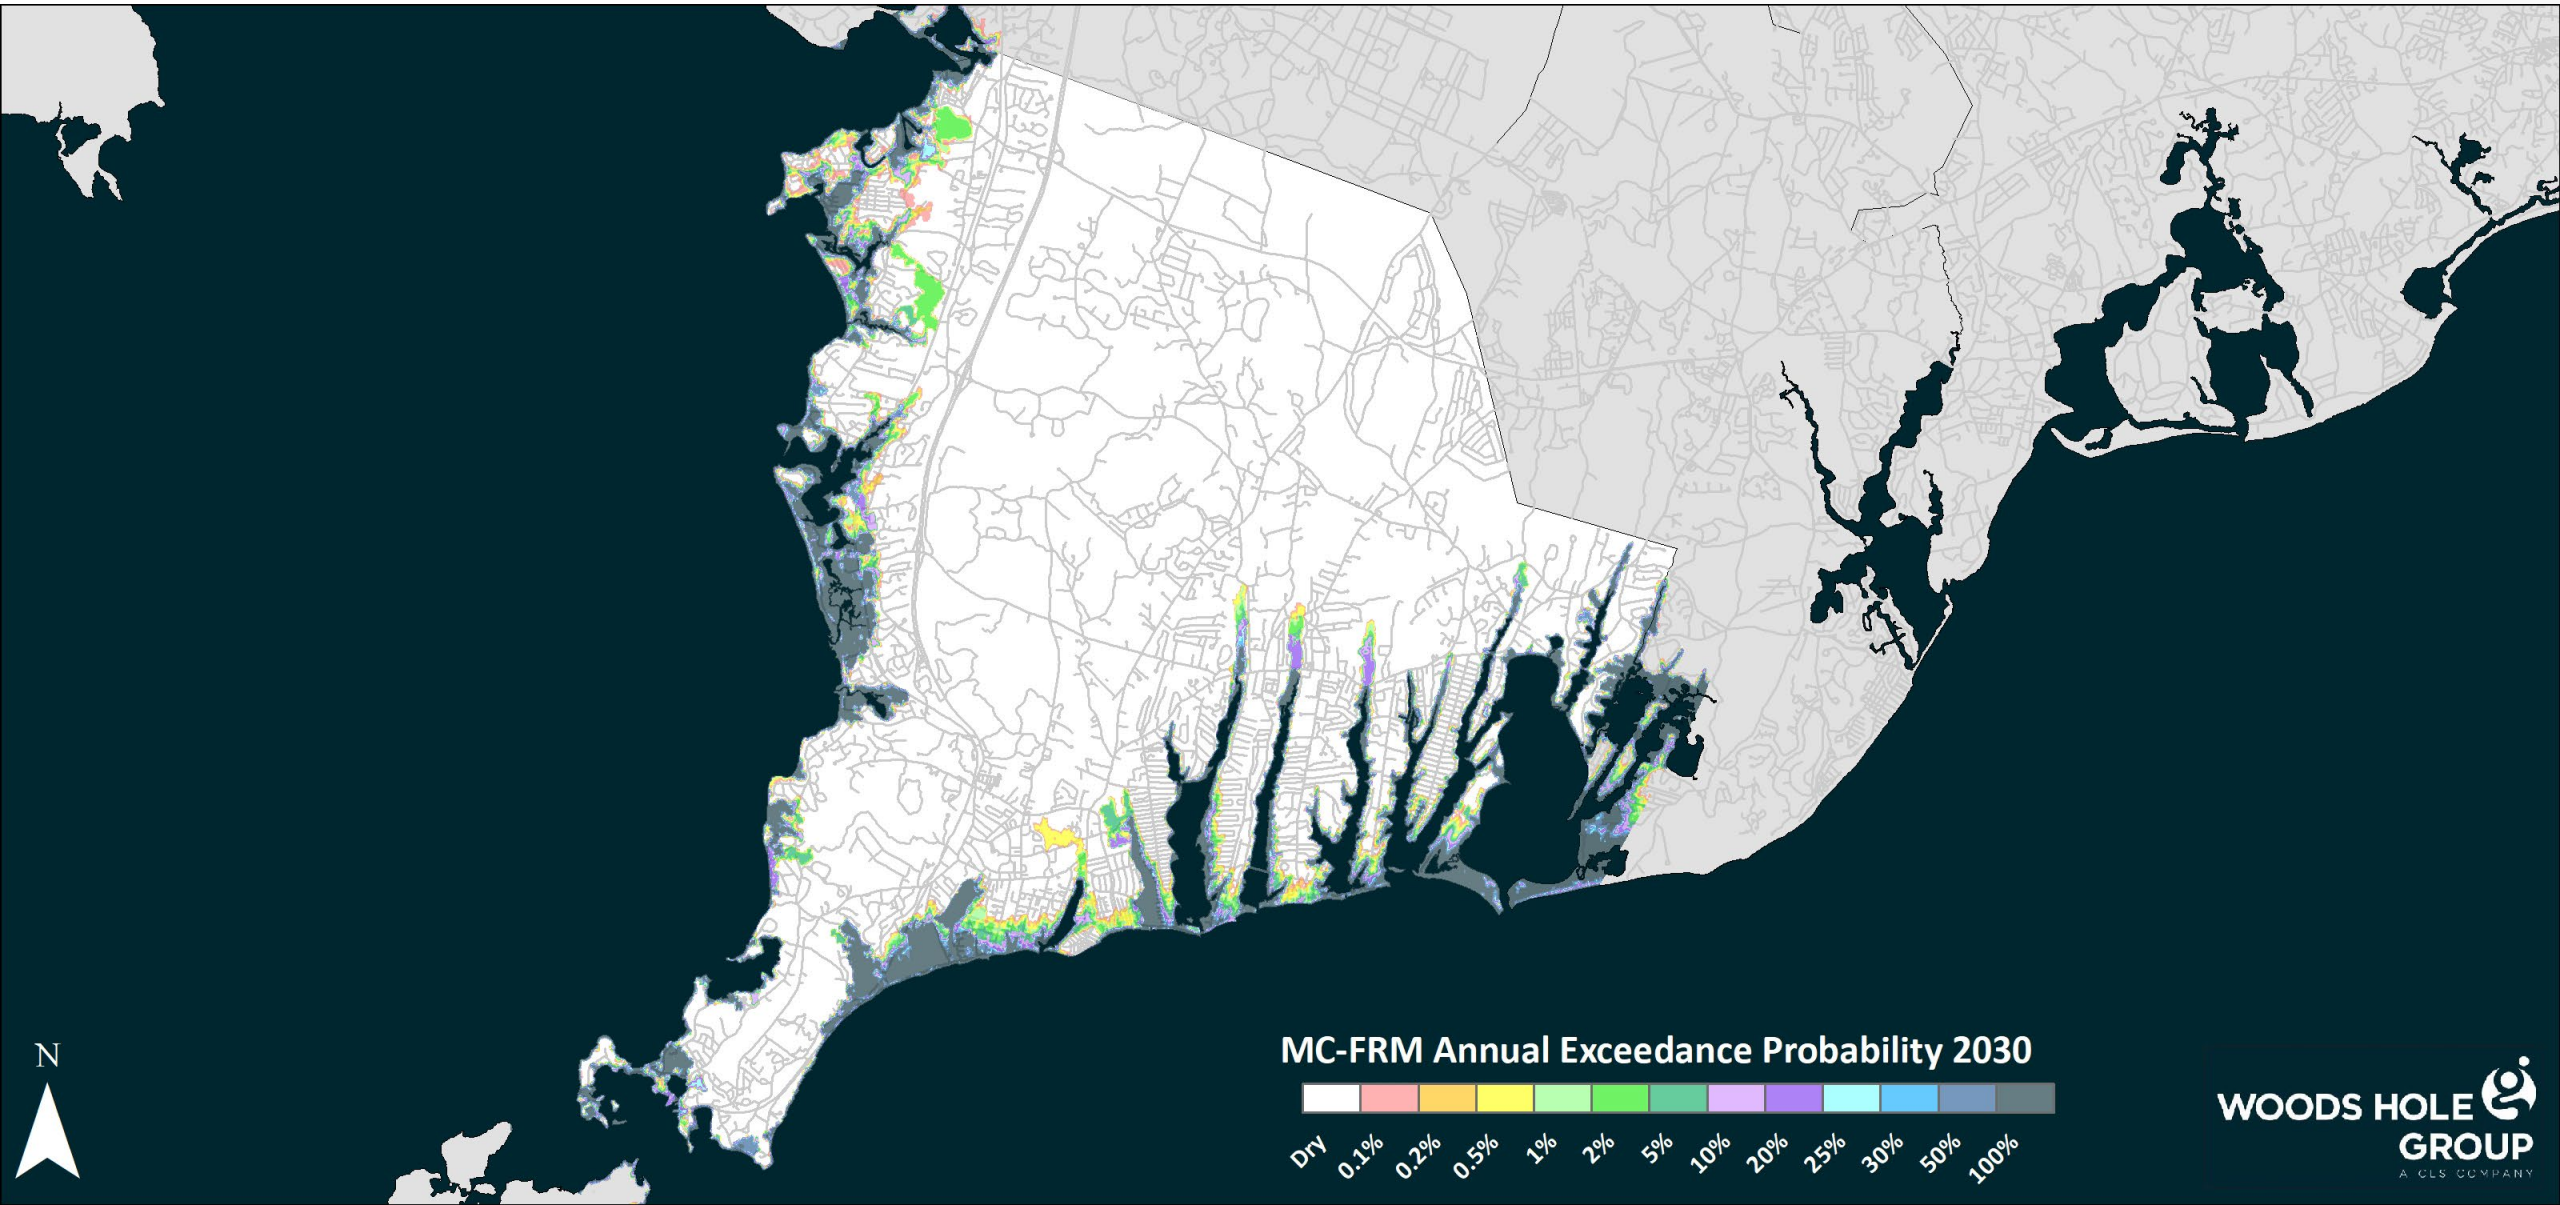 N
MC-FRM Annual Exceedance Probability 2030
Dry 0.1% 0.2% 0.5% 1% 2% 5% 10% 20% 25% 30% 50% 100%
WOODS HOLE
GROUP
A CLS COMPANY